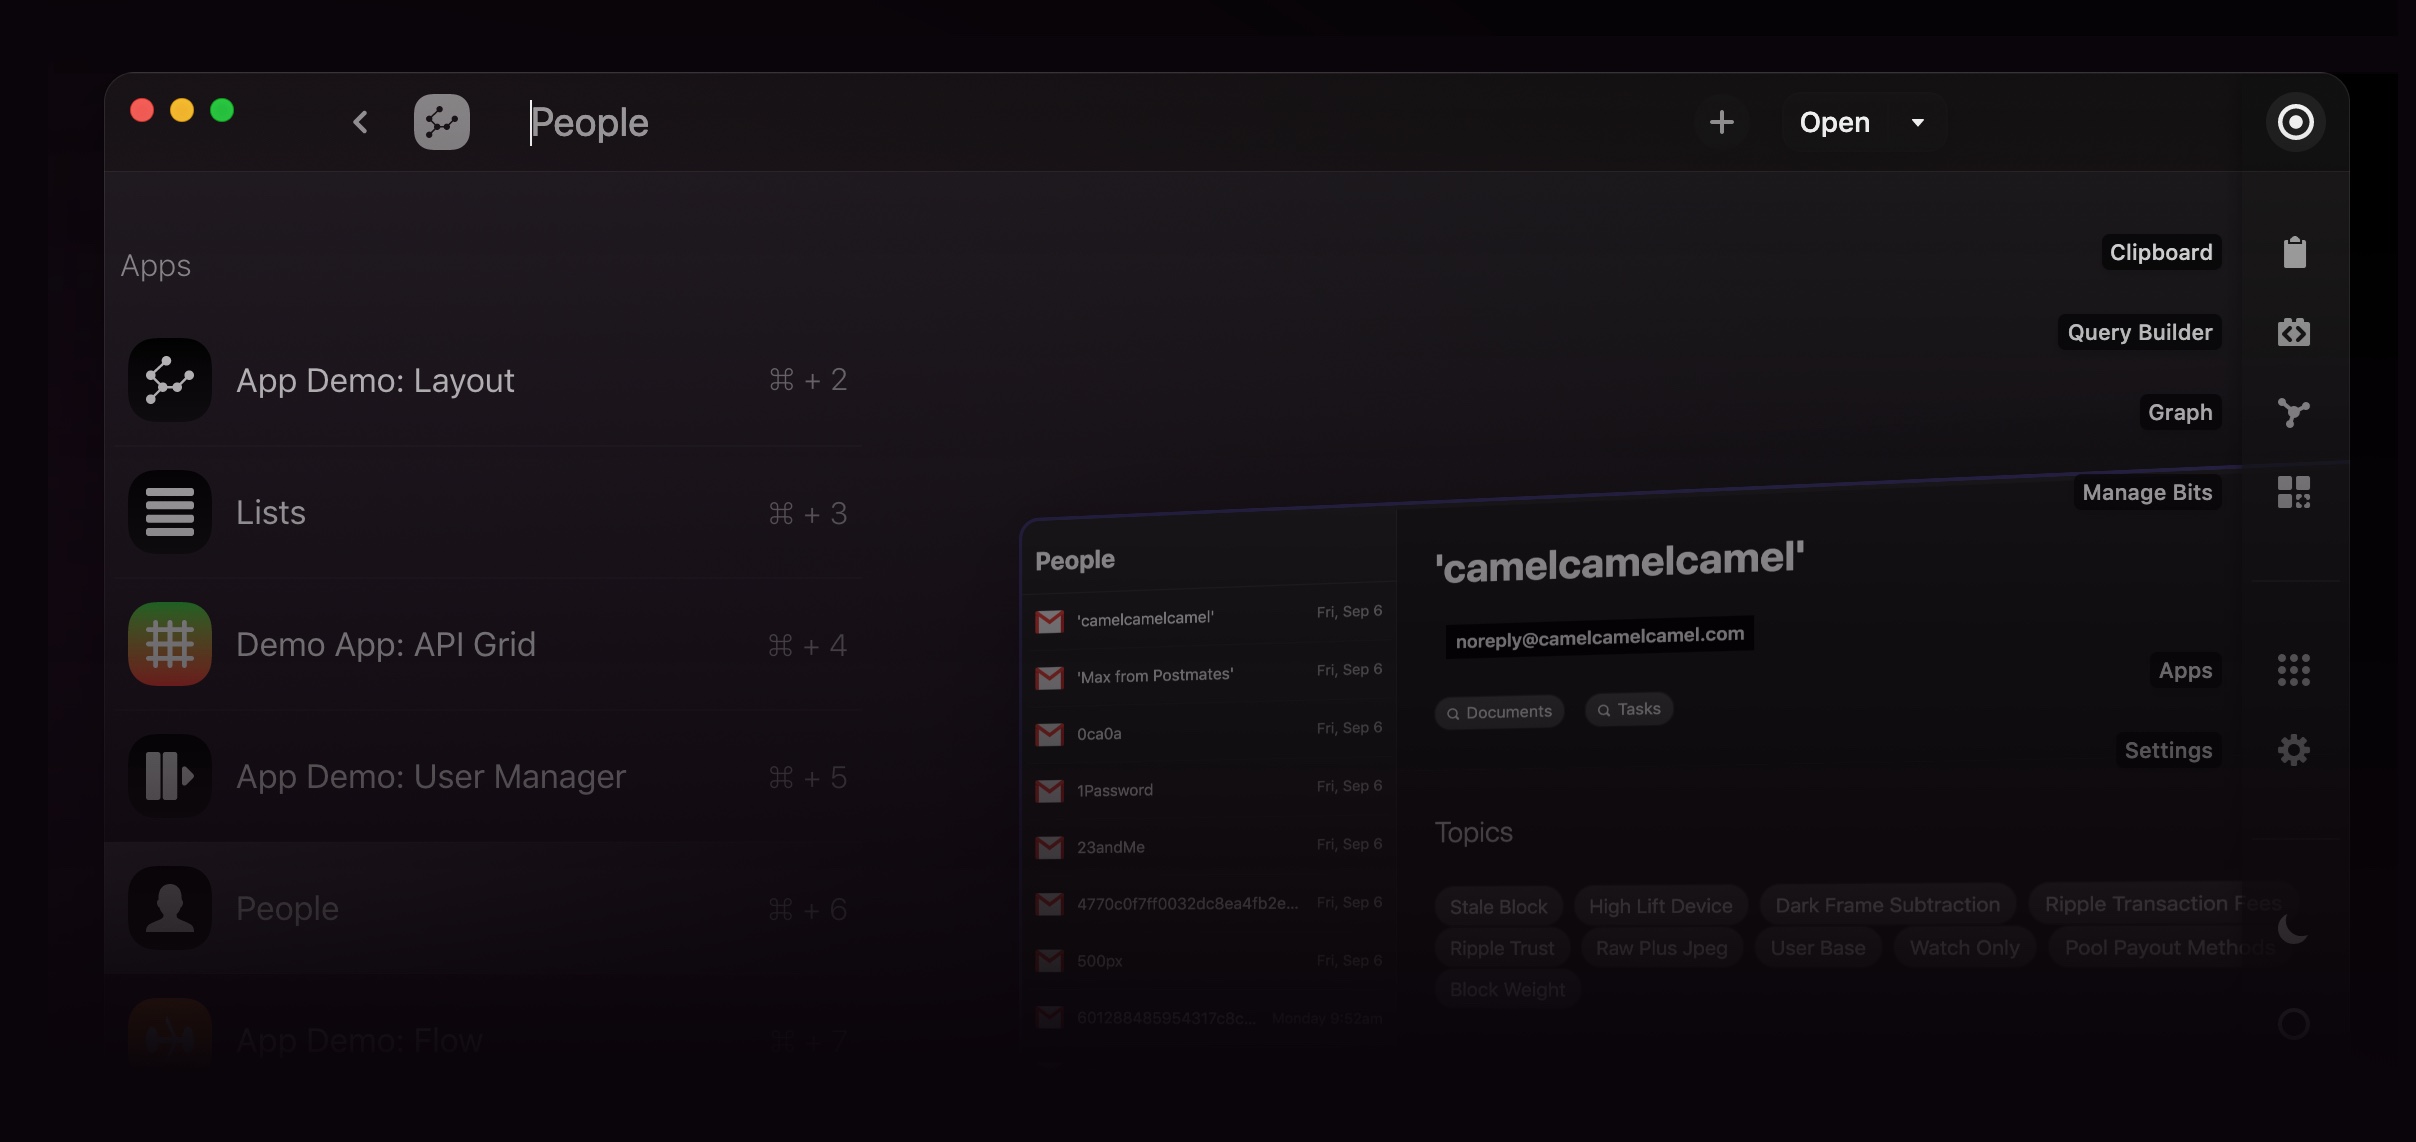 People
Open
Apps
App Demo: Layout ⌘ + 2
Lists ⌘ + 3
Demo App: API Grid ⌘ + 4
App Demo: User Manager ⌘ + 5
People ⌘ + 6
App Demo: Flow ⌘ + 7
People
'camelcamelcamel' Fri, Sep 6
'Max from Postmates' Fri, Sep 6
0ca0a Fri, Sep 6
1Password Fri, Sep 6
23andMe Fri, Sep 6
4770c0f7ff0032dc8ea4fb2e... Fri, Sep 6
500px Fri, Sep 6
601288485954317c8c... Monday 9:52am
'camelcamelcamel'
noreply@camelcamelcamel.com
Documents Tasks
Topics
Stale Block High Lift Device Dark Frame Subtraction Ripple Transaction Fees
Ripple Trust Raw Plus Jpeg User Base Watch Only Pool Payout Methods
Block Weight
Clipboard
Query Builder
Graph
Manage Bits
Apps
Settings